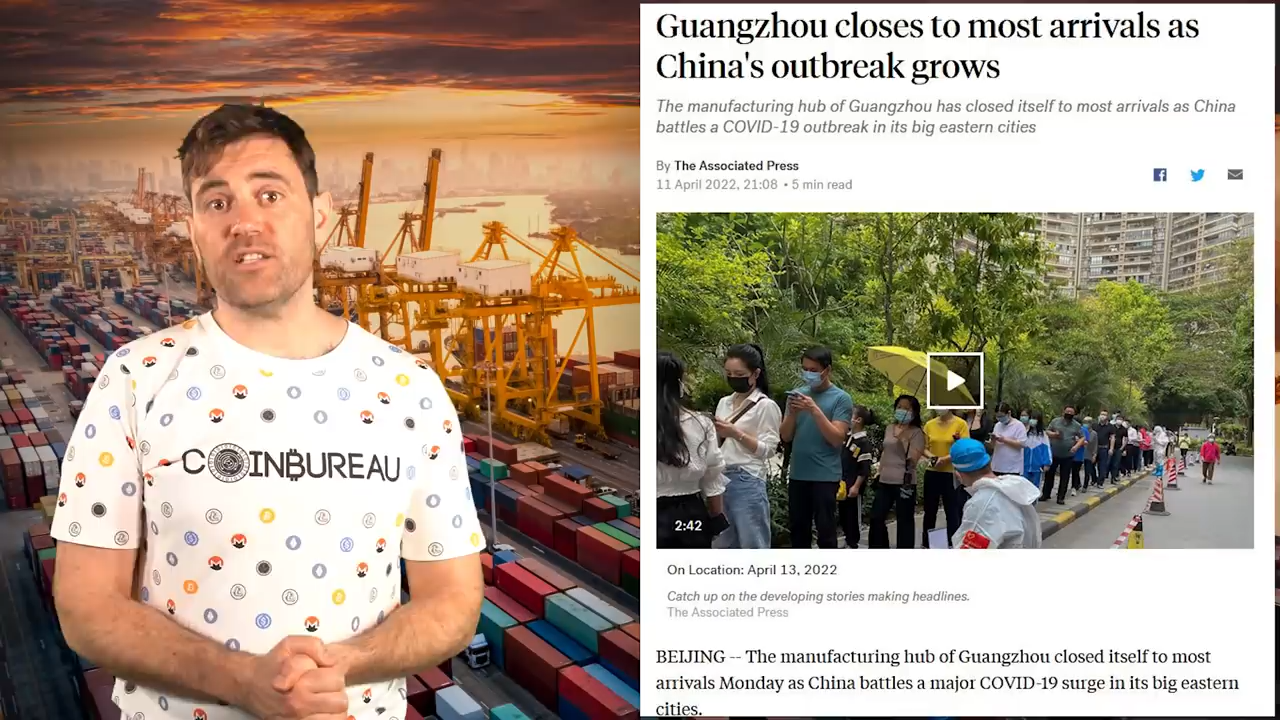 COINBUREAU
Guangzhou closes to most arrivals as
China's outbreak grows
The manufacturing hub of Guangzhou has closed itself to most arrivals as China
battles a COVID-19 outbreak in its big eastern cities
By The Associated Press
11 April 2022, 21:08 • 5 min read
2:42
On Location: April 13, 2022
Catch up on the developing stories making headlines.
The Associated Press
BEIJING -- The manufacturing hub of Guangzhou closed itself to most
arrivals Monday as China battles a major COVID-19 surge in its big eastern
cities.